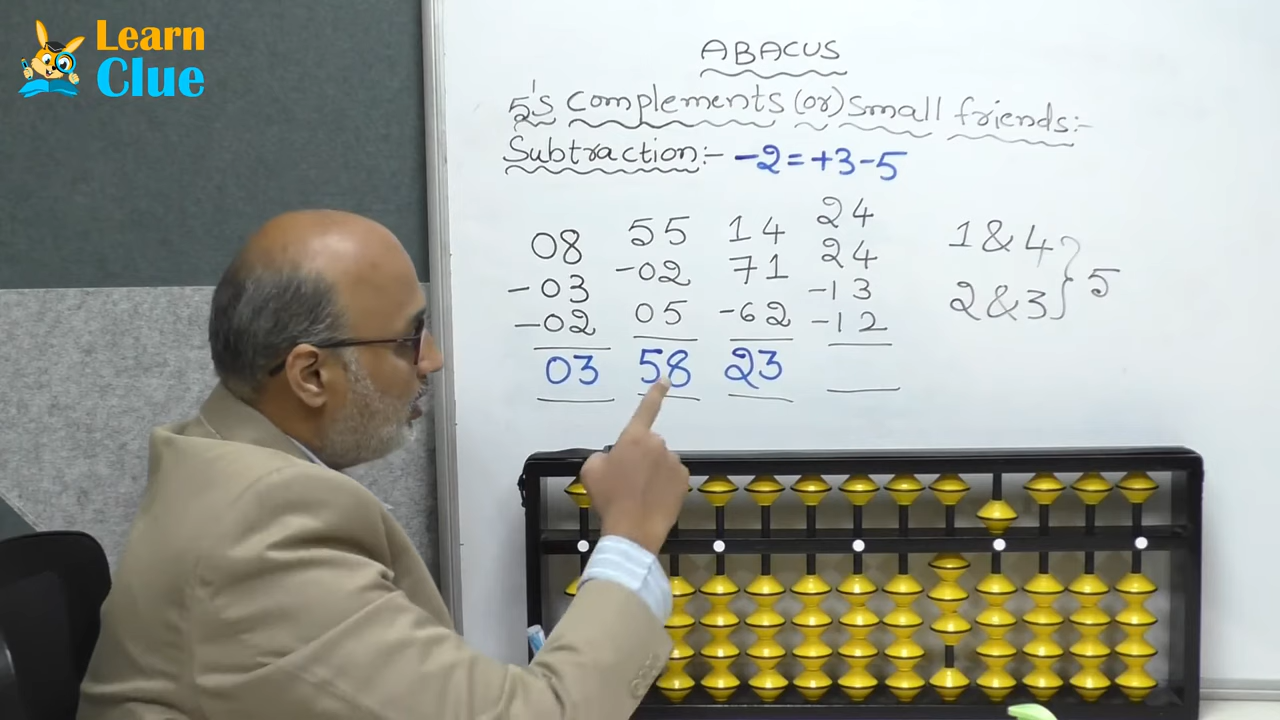 Learn
Clue
ABACUS
5's complements (or) small friends:-
Subtraction:- -2=+3-5
08
-03
-02
03
55
-02
05
58
14
71
-62
23
24
24
-13
-12
1&4
2&3 } 5